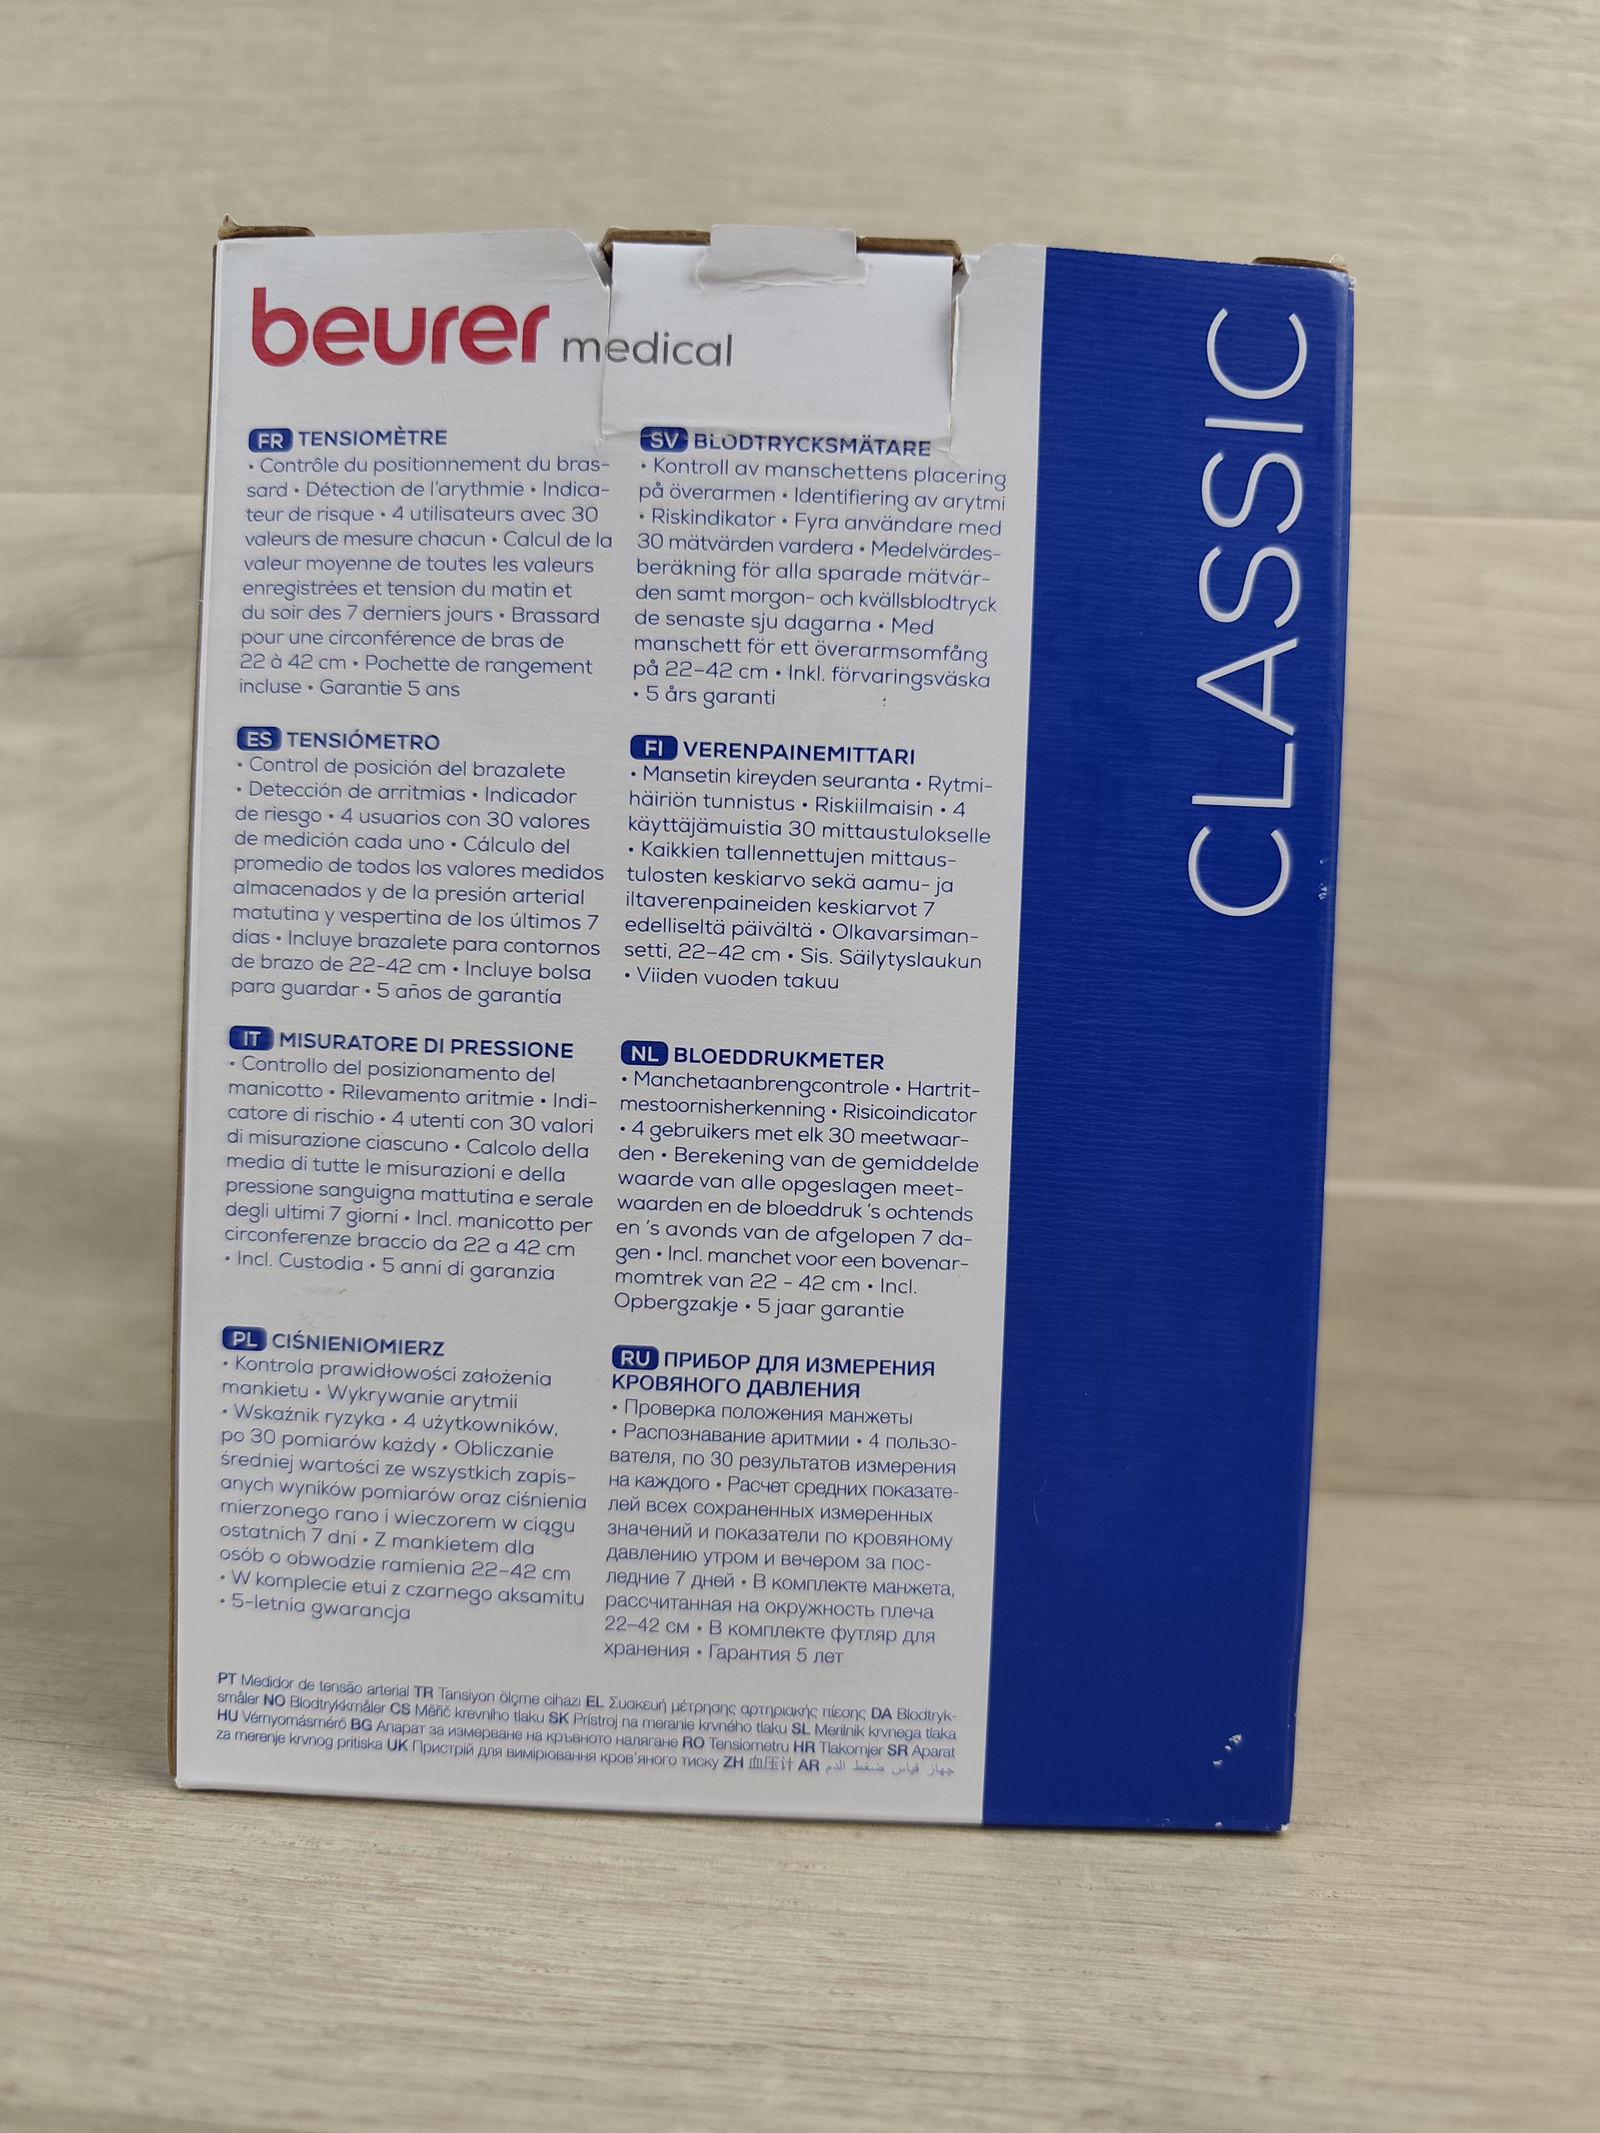 beurer medical
FR TENSIOMÈTRE
• Contrôle du positionnement du bras-
sard • Détection de l'arythmie • Indica-
teur de risque • 4 utilisateurs avec 30
valeurs de mesure chacun • Calcul de la
valeur moyenne de toutes les valeurs
enregistrées et tension du matin et
du soir des 7 derniers jours • Brassard
pour une circonférence de bras de
22 à 42 cm • Pochette de rangement
incluse • Garantie 5 ans
ES TENSIÓMETRO
• Control de posición del brazalete
• Detección de arritmias • Indicador
de riesgo • 4 usuarios con 30 valores
de medición cada uno • Cálculo del
promedio de todos los valores medidos
almacenados y de la presión arterial
matutina y vespertina de los últimos 7
días • Incluye brazalete para contornos
de brazo de 22-42 cm • Incluye bolsa
para guardar • 5 años de garantía
IT MISURATORE DI PRESSIONE
• Controllo del posizionamento del
manicotto • Rilevamento aritmie • Indi-
catore di rischio • 4 utenti con 30 valori
di misurazione ciascuno • Calcolo della
media di tutte le misurazioni e della
pressione sanguigna mattutina e serale
degli ultimi 7 giorni • Incl. manicotto per
circonferenze braccio da 22 a 42 cm
• Incl. Custodia • 5 anni di garanzia
PL CIŚNIENIOMIERZ
• Kontrola prawidłowości założenia
mankietu • Wykrywanie arytmii
• Wskaźnik ryzyka • 4 użytkowników,
po 30 pomiarów każdy • Obliczanie
średniej wartości ze wszystkich zapis-
anych wyników pomiarów oraz ciśnienia
mierzonego rano i wieczorem w ciągu
ostatnich 7 dni • Z mankietem dla
osób o obwodzie ramienia 22–42 cm
• W komplecie etui z czarnego aksamitu
• 5-letnia gwarancja
SV BLODTRYCKSMÄTARE
• Kontroll av manschettens placering
på överarmen • Identifiering av arytmi
• Riskindikator • Fyra användare med
30 mätvärden vardera • Medelvärdes-
beräkning för alla sparade mätvär-
den samt morgon- och kvällsblodtryck
de senaste sju dagarna • Med
manschett för ett överarmsomfång
på 22–42 cm • Inkl. förvaringsväska
• 5 års garanti
FI VERENPAINEMITTARI
• Mansetin kireyden seuranta • Rytmi-
häiriön tunnistus • Riskiilmaisin • 4
käyttäjämuistia 30 mittaustulokselle
• Kaikkien tallennettujen mittaus-
tulosten keskiarvo sekä aamu- ja
iltaverenpaineiden keskiarvot 7
edelliseltä päivältä • Olkavarsiman-
setti, 22–42 cm • Sis. Säilytyslaukun
• Viiden vuoden takuu
NL BLOEDDRUKMETER
• Manchetaanbrengcontrole • Hartrit-
mestoornisherkenning • Risicoindicator
• 4 gebruikers met elk 30 meetwaar-
den • Berekening van de gemiddelde
waarde van alle opgeslagen meet-
waarden en de bloeddruk 's ochtends
en 's avonds van de afgelopen 7 da-
gen • Incl. manchet voor een bovenar-
momtrek van 22 - 42 cm • Incl.
Opbergzakje • 5 jaar garantie
RU ПРИБОР ДЛЯ ИЗМЕРЕНИЯ
КРОВЯНОГО ДАВЛЕНИЯ
• Проверка положения манжеты
• Распознавание аритмии • 4 пользо-
вателя, по 30 результатов измерения
на каждого • Расчет средних показате-
лей всех сохраненных измеренных
значений и показатели по кровяному
давлению утром и вечером за пос-
ледние 7 дней • В комплекте манжета,
рассчитанная на окружность плеча
22–42 см • В комплекте футляр для
хранения • Гарантия 5 лет
PT Medidor de tensão arterial TR Tansiyon ölçme cihazı EL Συσκευή μέτρησης αρτηριακής πίεσης DA Blodtryk-
småler NO Blodtrykkmåler CS Měřič krevního tlaku SK Prístroj na meranie krvného tlaku SL Merilnik krvnega tlaka
HU Vérnyomásmérő BG Апарат за измерване на кръвното налягане RO Tensiometru HR Tlakomjer SR Aparat
za merenje krvnog pritiska UK Пристрій для вимірювання кров'яного тиску ZH 血压计 AR جهاز قياس ضغط الدم
CLASSIC